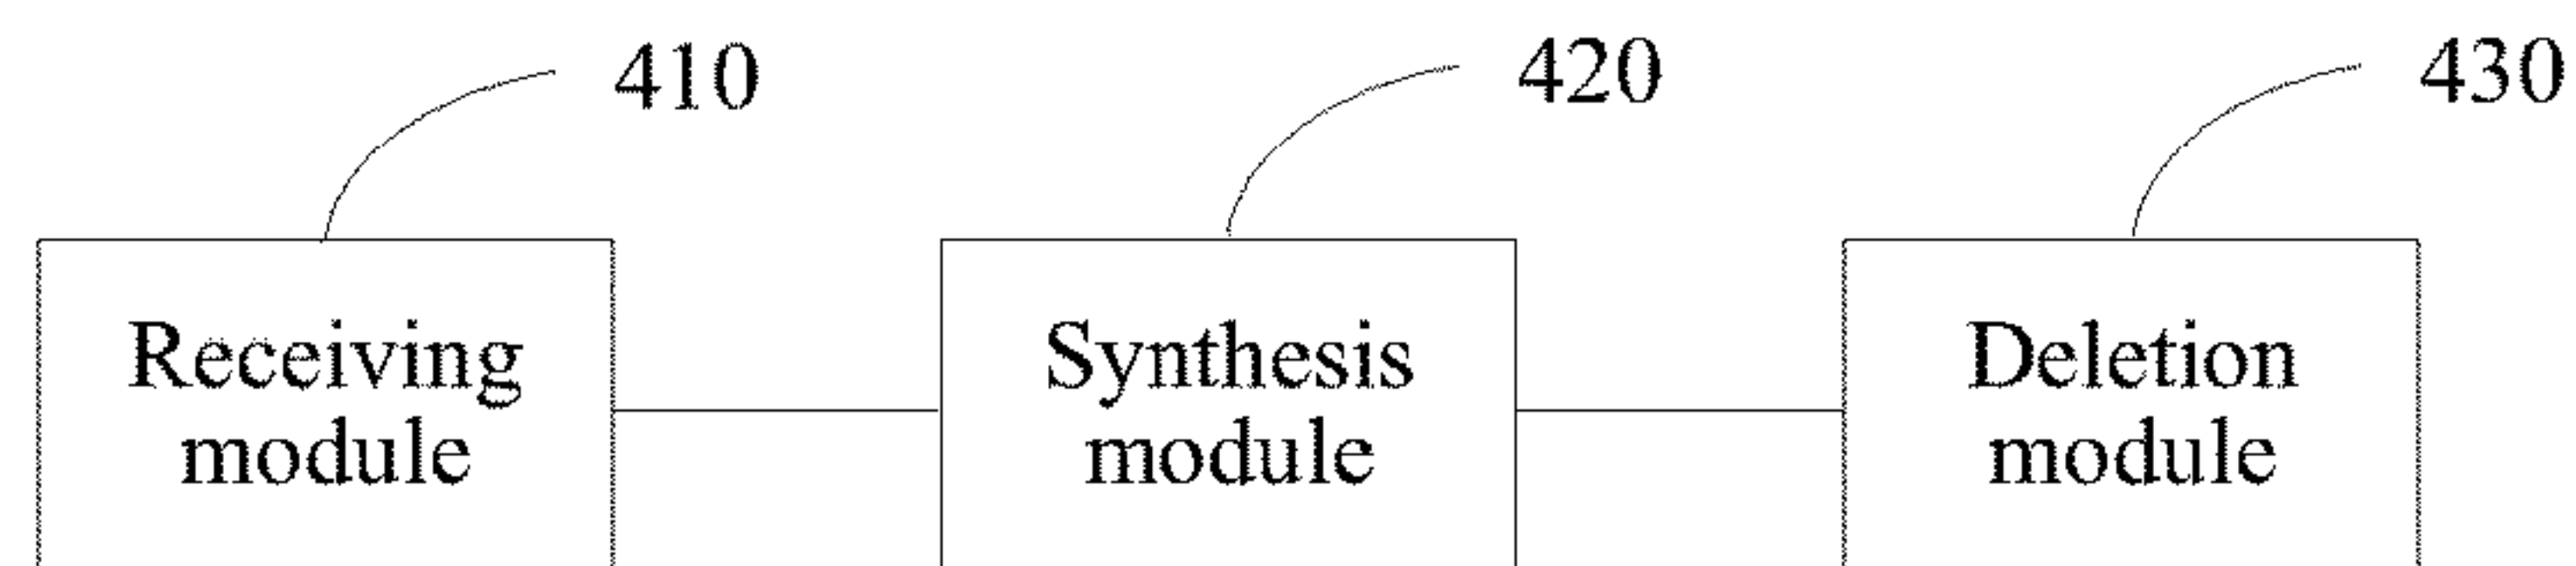 410
420
430
Receiving
module
Synthesis
module
Deletion
module